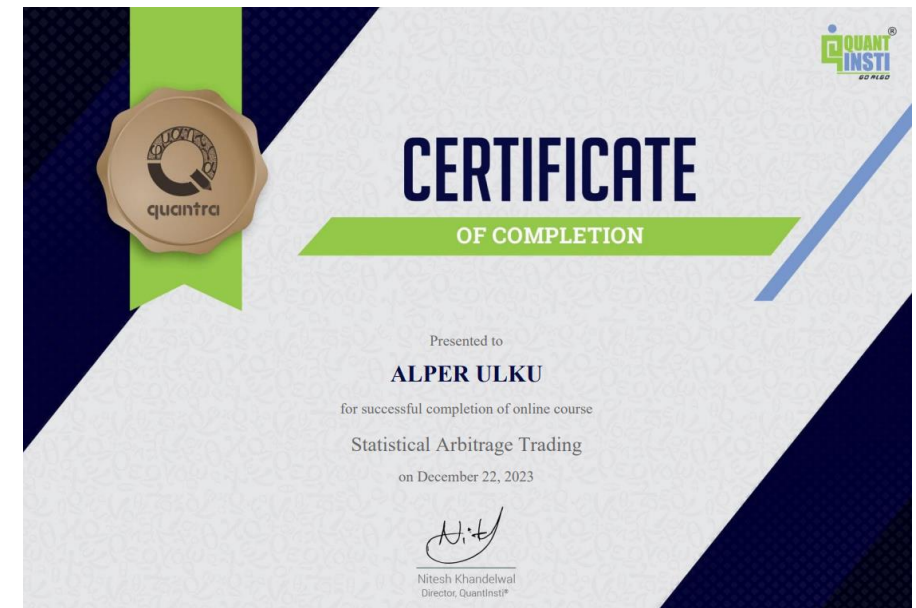 QUANT
INSTI
®
GO ALGO
quantra
CERTIFICATE
OF COMPLETION
Presented to
ALPER ULKU
for successful completion of online course
Statistical Arbitrage Trading
on December 22, 2023
Nitesh Khandelwal
Director, QuantInsti®